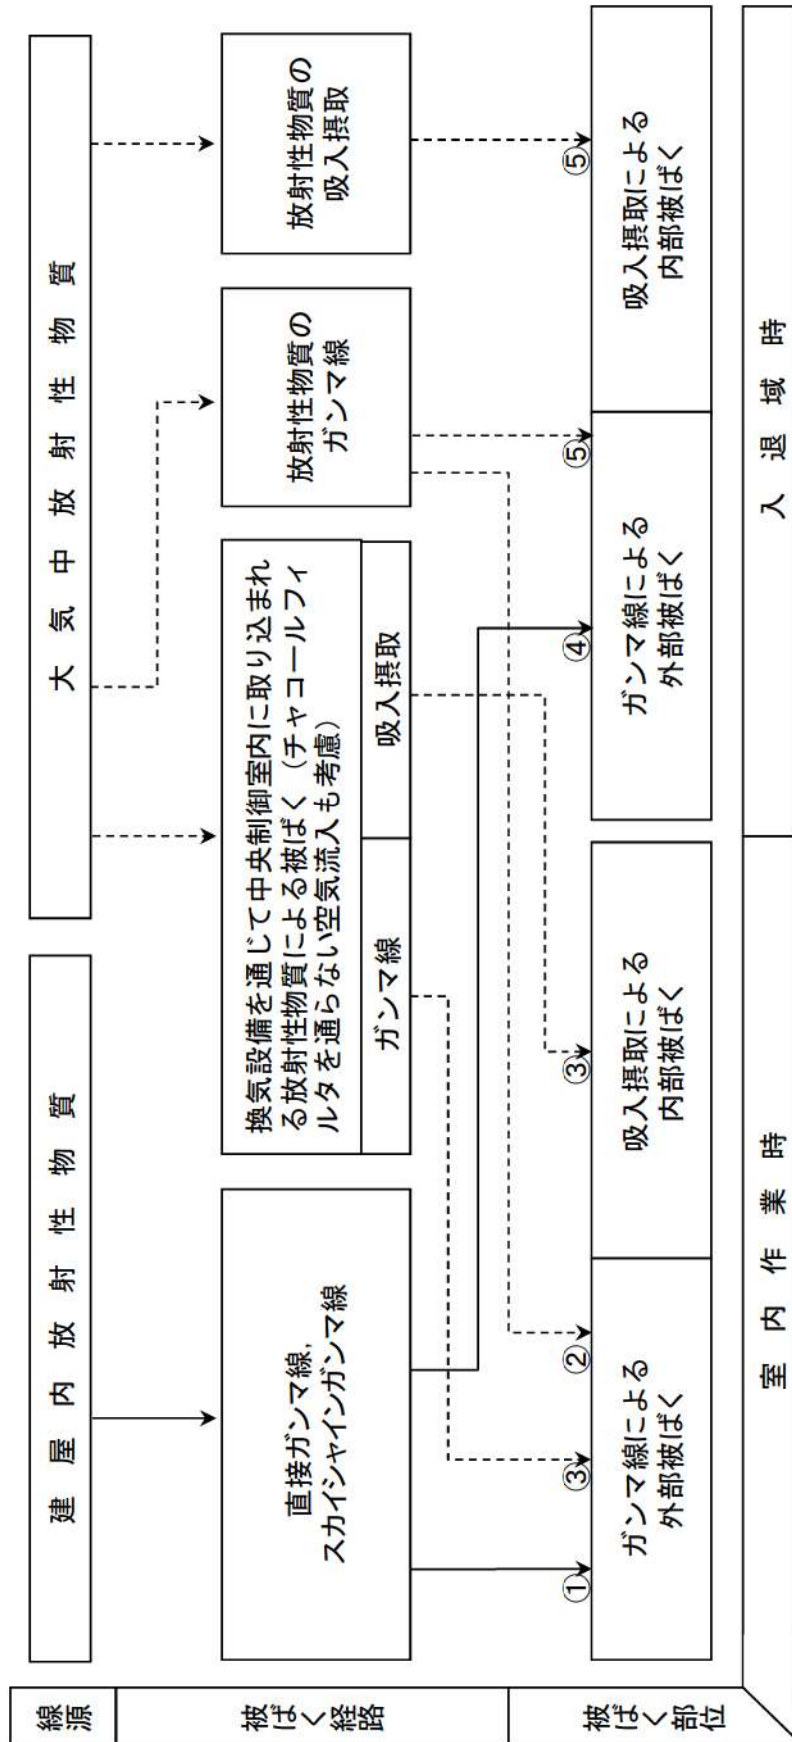 線源
建屋内放射性物質
大気中放射性物質
被ばく経路
直接ガンマ線，
スカイシャインガンマ線
換気設備を通じて中央制御室内に取り込まれ
る放射性物質による被ばく（チャコールフィ
ルタを通らない空気流入も考慮）
ガンマ線
吸入摂取
放射性物質の
ガンマ線
放射性物質の
吸入摂取
①
③
②
③
④
⑤
⑤
被ばく部位
ガンマ線による
外部被ばく
吸入摂取による
内部被ばく
ガンマ線による
外部被ばく
吸入摂取による
内部被ばく
室内作業時
入退域時